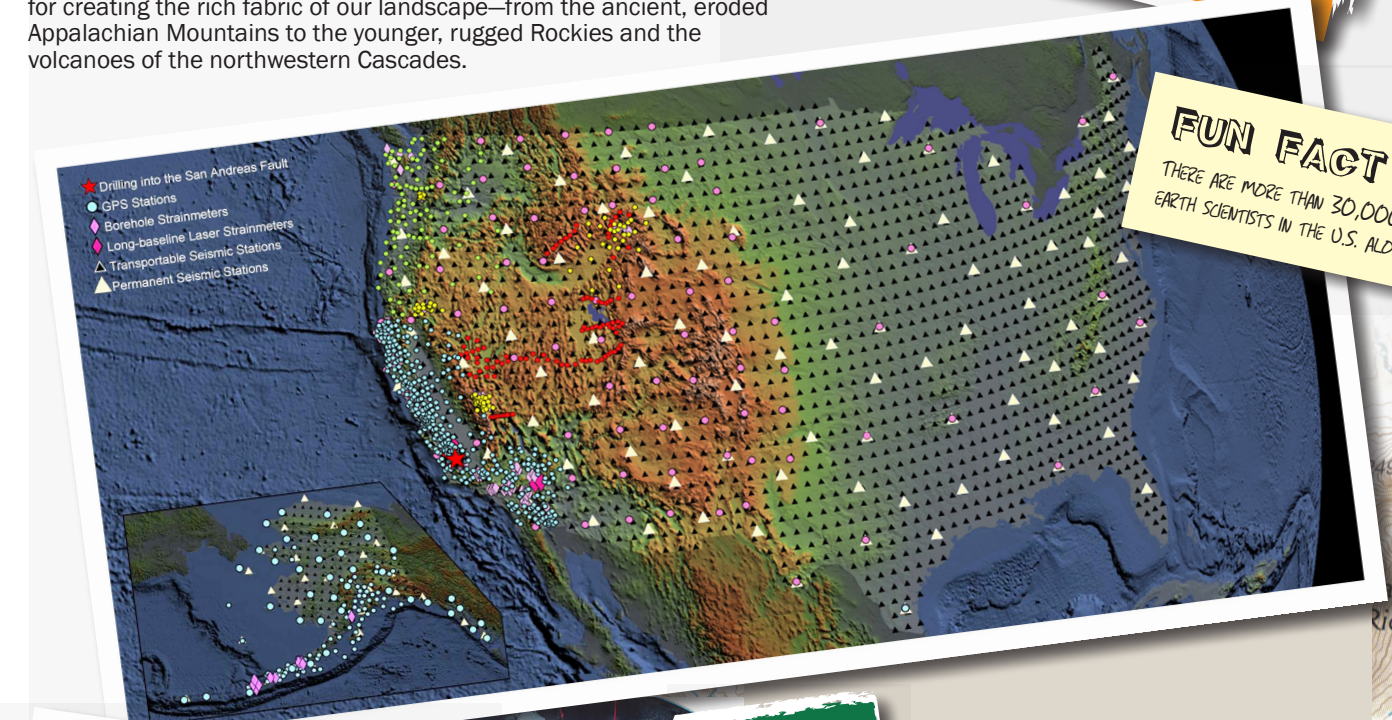 for creating the rich fabric of our landscape—from the ancient, eroded
Appalachian Mountains to the younger, rugged Rockies and the
volcanoes of the northwestern Cascades.
Drilling into the San Andreas Fault
GPS Stations
Borehole Strainmeters
Long-baseline Laser Strainmeters
Transportable Seismic Stations
Permanent Seismic Stations
FUN FACT
THERE ARE MORE THAN
EARTH SCIENTISTS IN THE U.S.